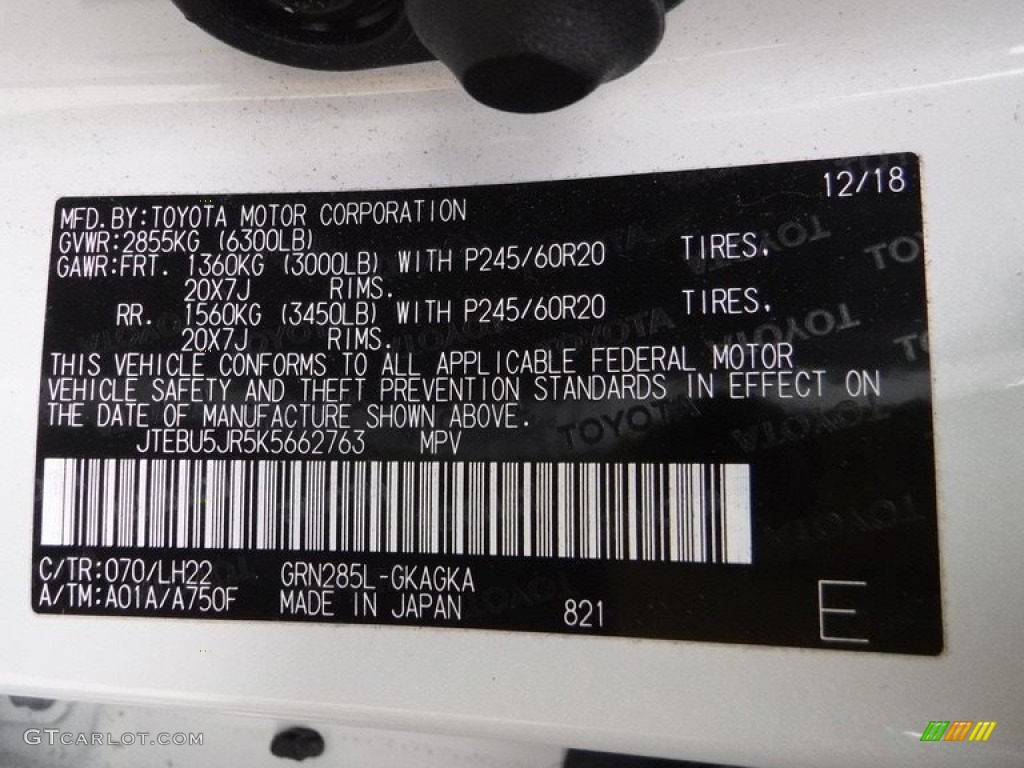 12/18
MFD.BY:TOYOTA MOTOR CORPORATION
GVWR:2855KG (6300LB)
GAWR:FRT. 1360KG (3000LB) WITH P245/60R20 TIRES.
20X7J RIMS.
RR. 1560KG (3450LB) WITH P245/60R20 TIRES.
20X7J RIMS.
THIS VEHICLE CONFORMS TO ALL APPLICABLE FEDERAL MOTOR
VEHICLE SAFETY AND THEFT PREVENTION STANDARDS IN EFFECT ON
THE DATE OF MANUFACTURE SHOWN ABOVE.
JTEBU5JR5K5662763 MPV
C/TR:070/LH22 GRN285L-GKAGKA
A/TM:A01A/A750F MADE IN JAPAN 821 E
GTCARLOT.COM